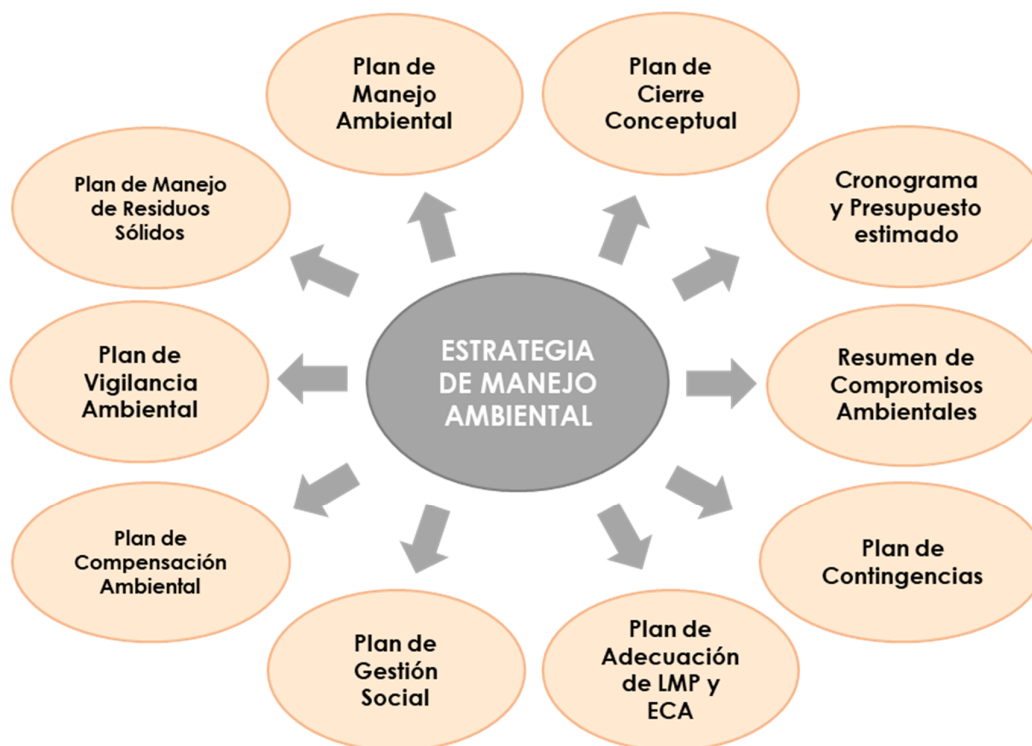 Plan de
Manejo
Ambiental
Plan de
Cierre
Conceptual
Plan de Manejo
de Residuos
Sólidos
Cronograma
y Presupuesto
estimado
Plan de
Vigilancia
Ambiental
ESTRATEGIA
DE MANEJO
AMBIENTAL
Resumen de
Compromisos
Ambientales
Plan de
Compensación
Ambiental
Plan de
Contingencias
Plan de
Gestión
Social
Plan de
Adecuación
de LMP y
ECA